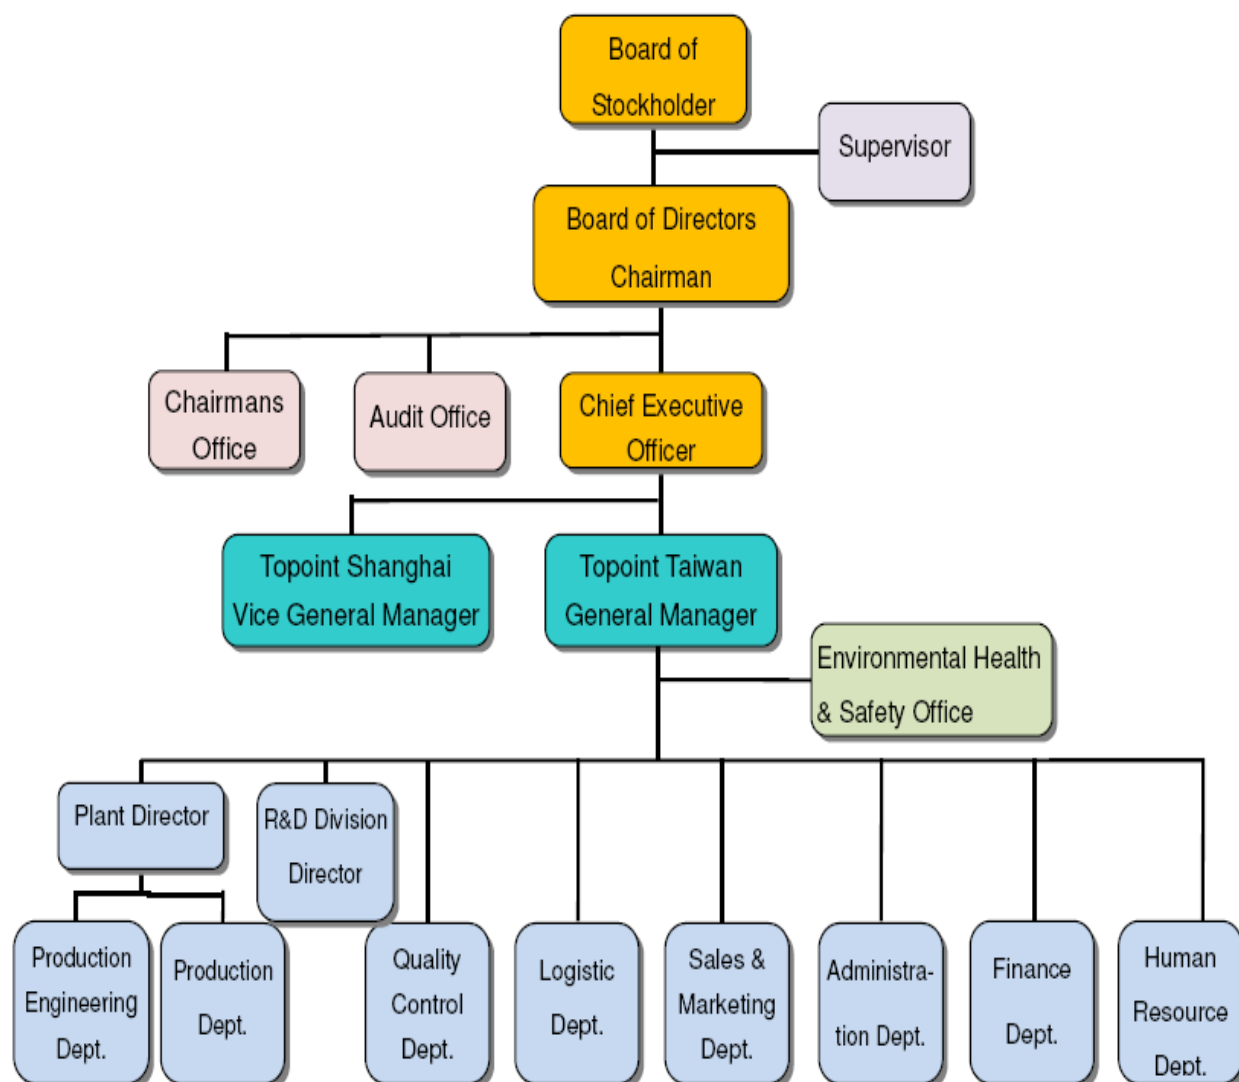 Board of
Stockholder
Supervisor
Board of Directors
Chairman
Chairmans
Office
Audit Office
Chief Executive
Officer
Topoint Shanghai
Vice General Manager
Topoint Taiwan
General Manager
Environmental Health
& Safety Office
Plant Director
R&D Division
Director
Production
Engineering
Dept.
Production
Dept.
Quality
Control
Dept.
Logistic
Dept.
Sales &
Marketing
Dept.
Administra-
tion Dept.
Finance
Dept.
Human
Resource
Dept.